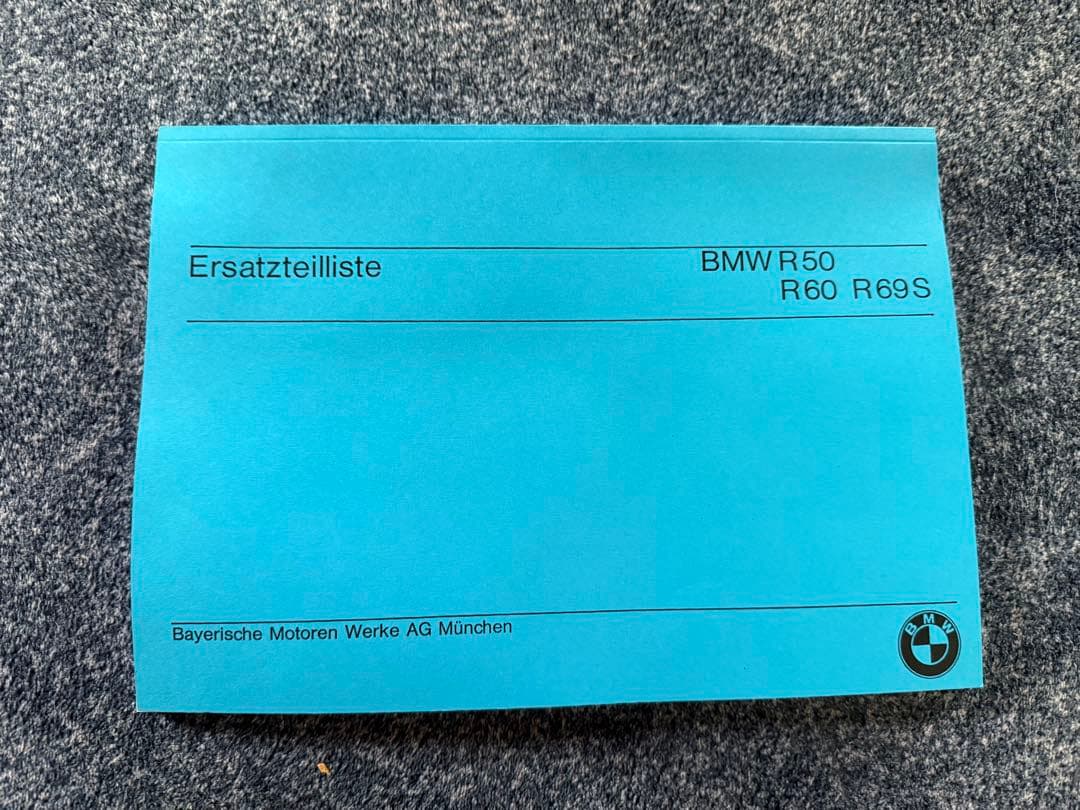 Ersatzteilliste
BMW R50
R60 R69S
Bayerische Motoren Werke AG München
BMW